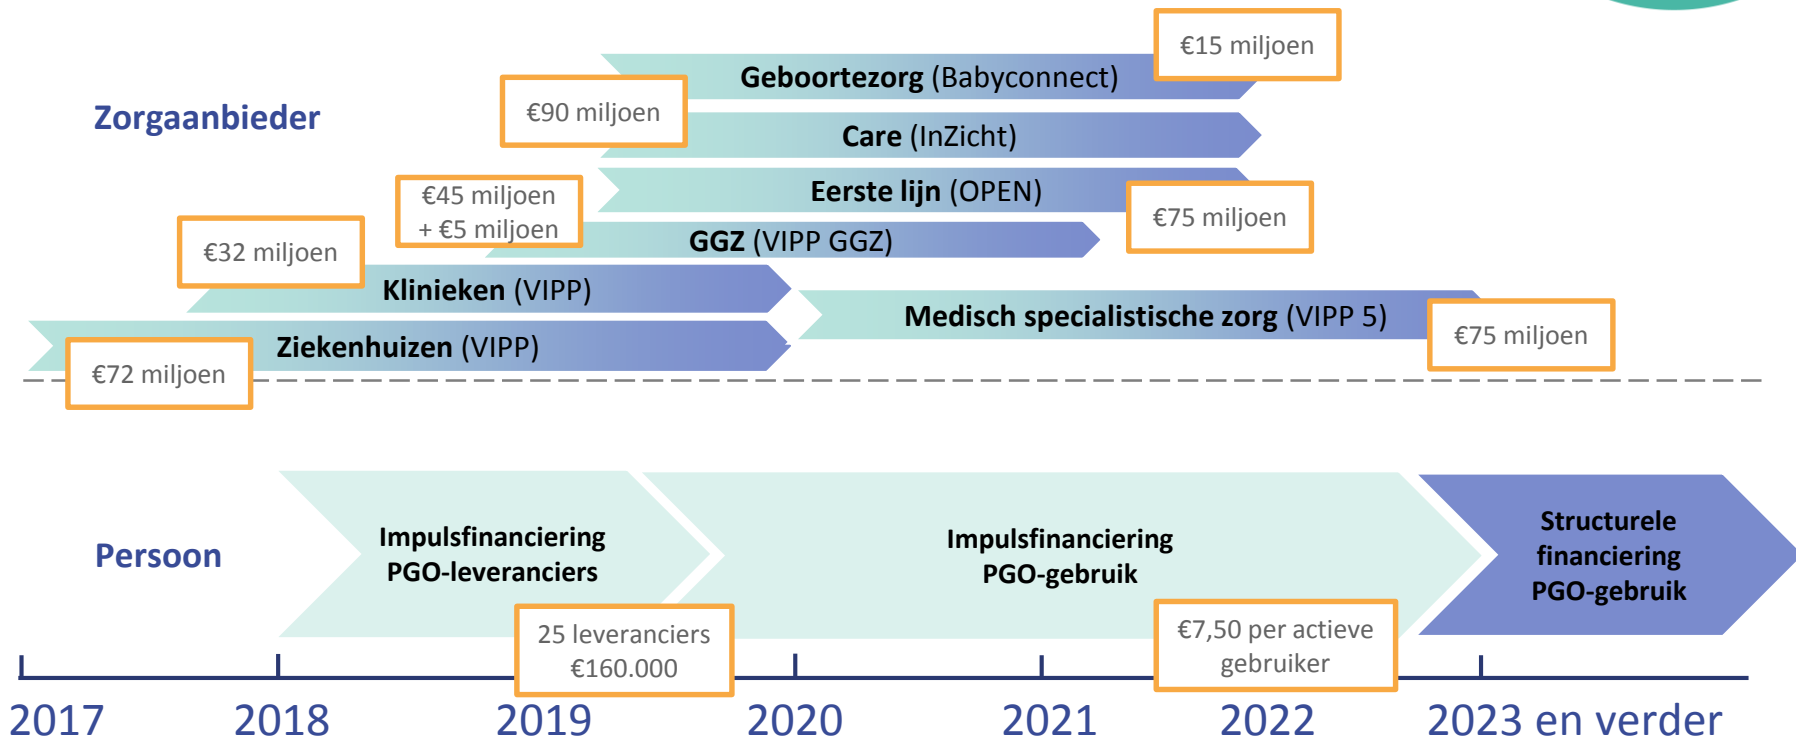 €15 miljoen
Geboortezorg (Babyconnect)
Zorgaanbieder
€90 miljoen
Care (InZicht)
€45 miljoen
+ €5 miljoen
Eerste lijn (OPEN)
€75 miljoen
€32 miljoen
GGZ (VIPP GGZ)
Klinieken (VIPP)
Medisch specialistische zorg (VIPP 5)
€75 miljoen
Ziekenhuizen (VIPP)
€72 miljoen
Persoon
Impulsfinanciering
PGO-leveranciers
Impulsfinanciering
PGO-gebruik
Structurele
financiering
PGO-gebruik
25 leveranciers
€160.000
€7,50 per actieve
gebruiker
2017
2018
2019
2020
2021
2022
2023 en verder